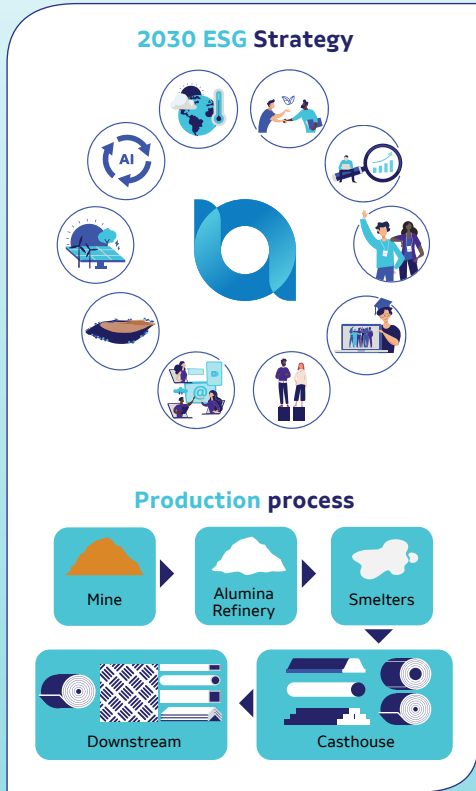 2030 ESG Strategy
AI
@
Production process
Mine
Alumina
Refinery
Smelters
Downstream
Casthouse